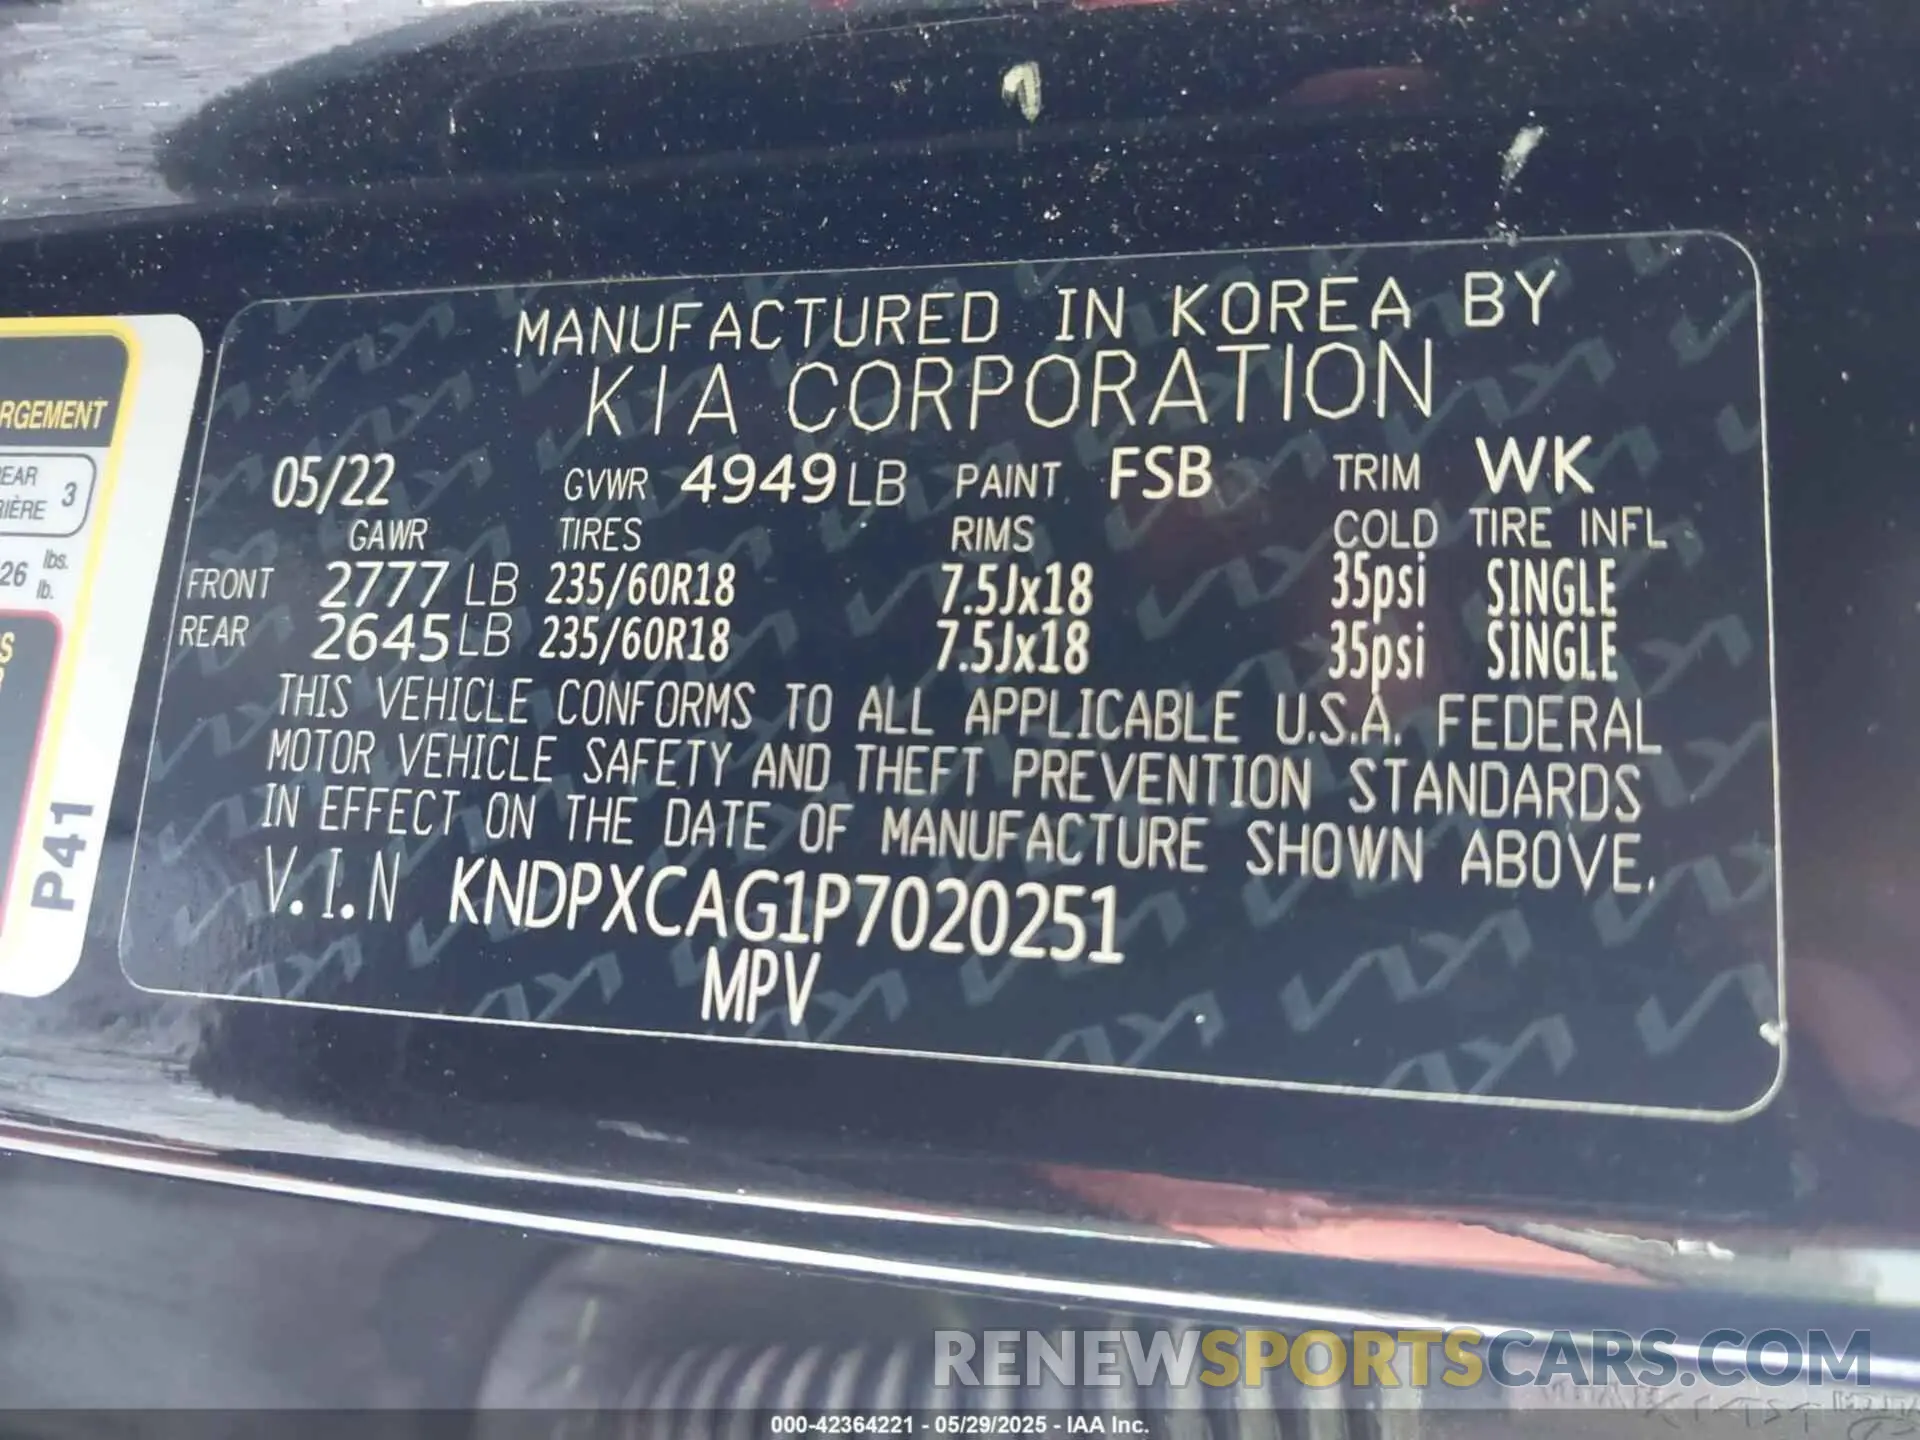 MANUFACTURED IN KOREA BY
KIA CORPORATION
05/22 GVWR 4949 LB PAINT FSB TRIM WK
GAWR TIRES RIMS COLD TIRE INFL
FRONT 2777 LB 235/60R18 7.5Jx18 35psi SINGLE
REAR 2645 LB 235/60R18 7.5Jx18 35psi SINGLE
THIS VEHICLE CONFORMS TO ALL APPLICABLE U.S.A. FEDERAL
MOTOR VEHICLE SAFETY AND THEFT PREVENTION STANDARDS
IN EFFECT ON THE DATE OF MANUFACTURE SHOWN ABOVE.
V.I.N KNDPXCAG1P7020251
MPV
RGEMENT
EAR
IÈRE 3
26 lbs.
lb.
P41
RENEWSPORTSCARS.COM
000-42364221 - 05/29/2025 - IAA Inc.